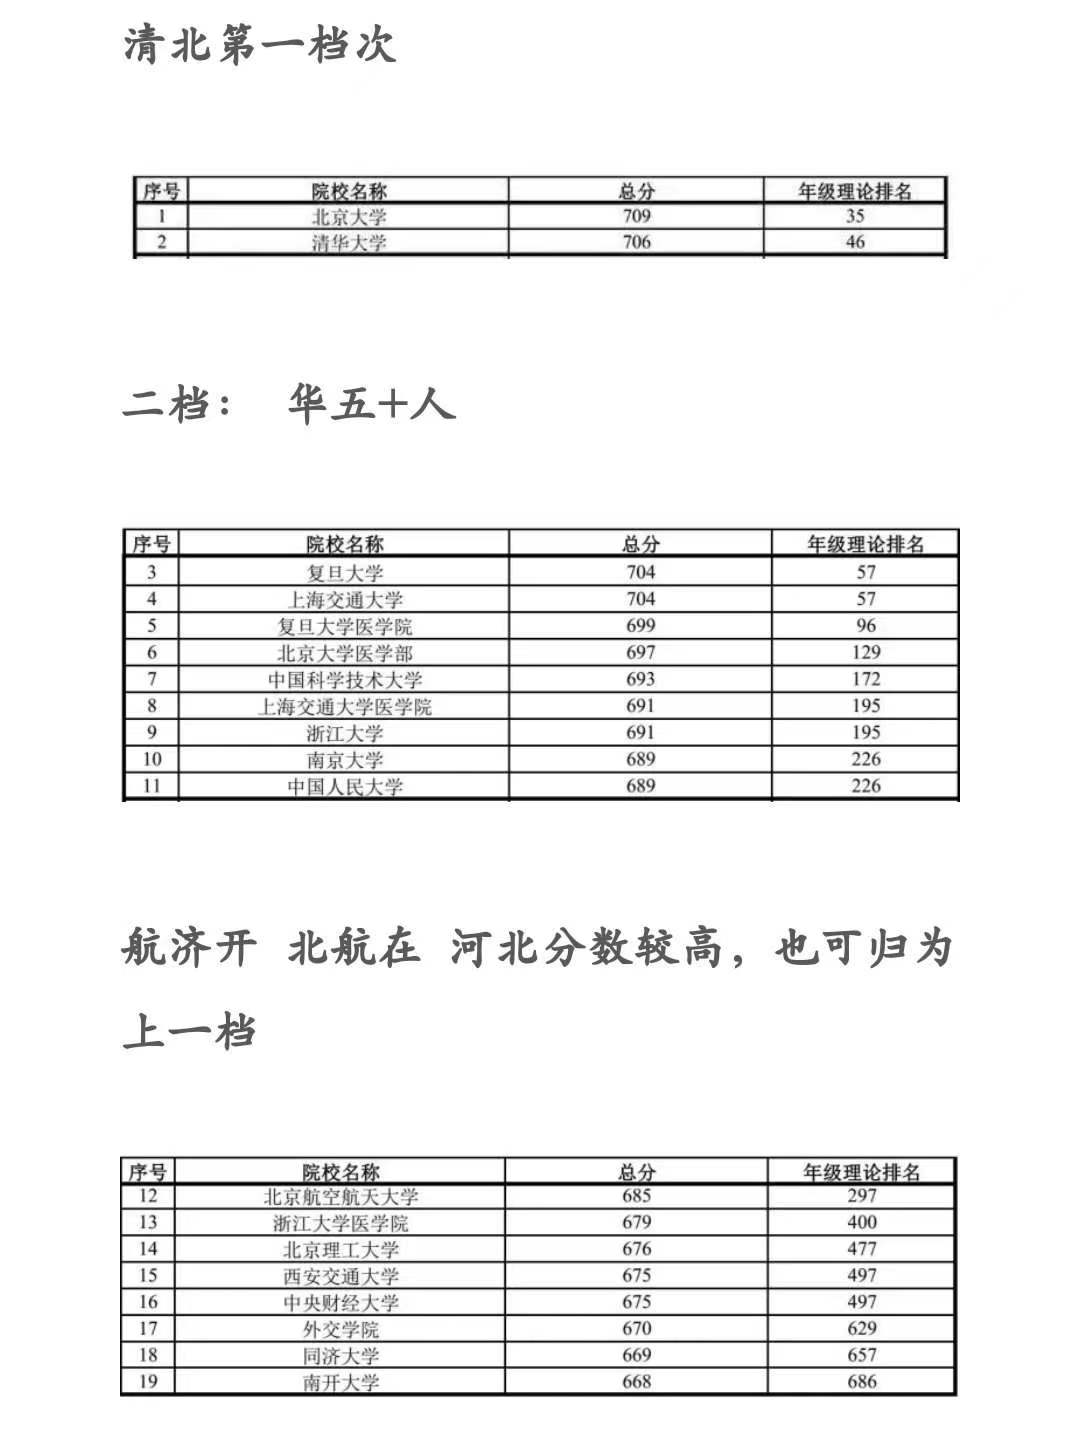 清北第一档次
序号 院校名称 总分 年级理论排名
1 北京大学 709 35
2 清华大学 706 46
二档： 华五+人
序号 院校名称 总分 年级理论排名
3 复旦大学 704 57
4 上海交通大学 704 57
5 复旦大学医学院 699 96
6 北京大学医学部 697 129
7 中国科学技术大学 693 172
8 上海交通大学医学院 691 195
9 浙江大学 691 195
10 南京大学 689 226
11 中国人民大学 689 226
航济开 北航在 河北分数较高，也可归为
上一档
序号 院校名称 总分 年级理论排名
12 北京航空航天大学 685 297
13 浙江大学医学院 679 400
14 北京理工大学 676 477
15 西安交通大学 675 497
16 中央财经大学 675 497
17 外交学院 670 629
18 同济大学 669 657
19 南开大学 668 686